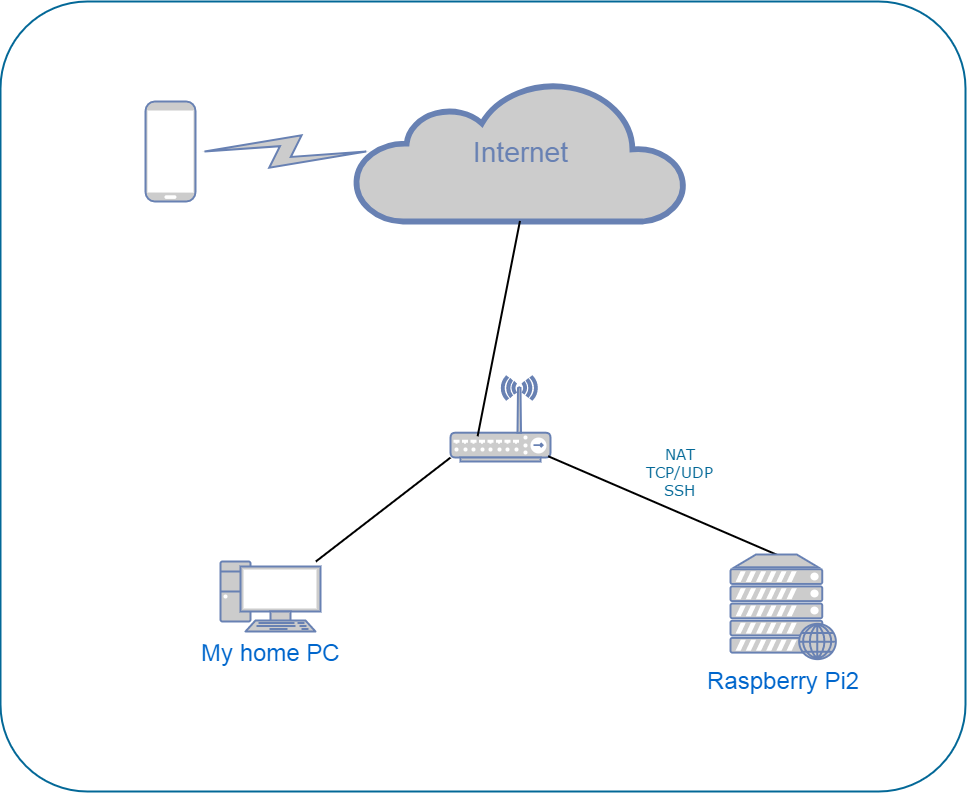 Internet
NAT
TCP/UDP
SSH
My home PC
Raspberry Pi2